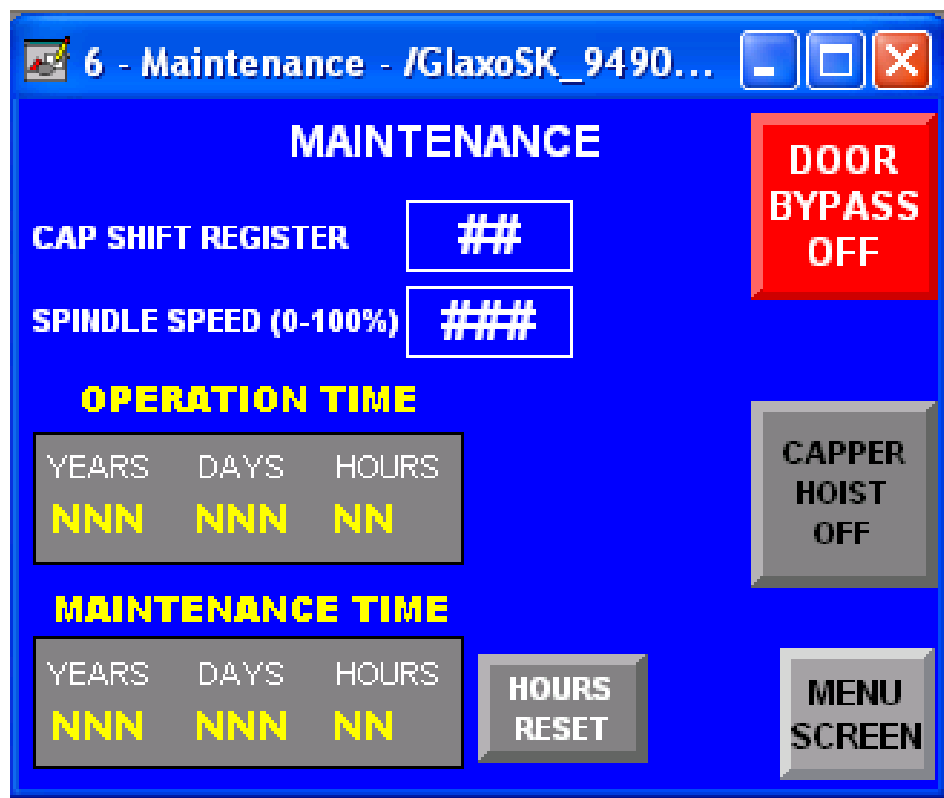 6 - Maintenance - /GlaxoSK_9490...
MAINTENANCE
DOOR
BYPASS
OFF
CAP SHIFT REGISTER ##
SPINDLE SPEED (0-100%) ###
OPERATION TIME
YEARS DAYS HOURS
NNN NNN NN
CAPPER
HOIST
OFF
MAINTENANCE TIME
YEARS DAYS HOURS
NNN NNN NN
HOURS
RESET
MENU
SCREEN